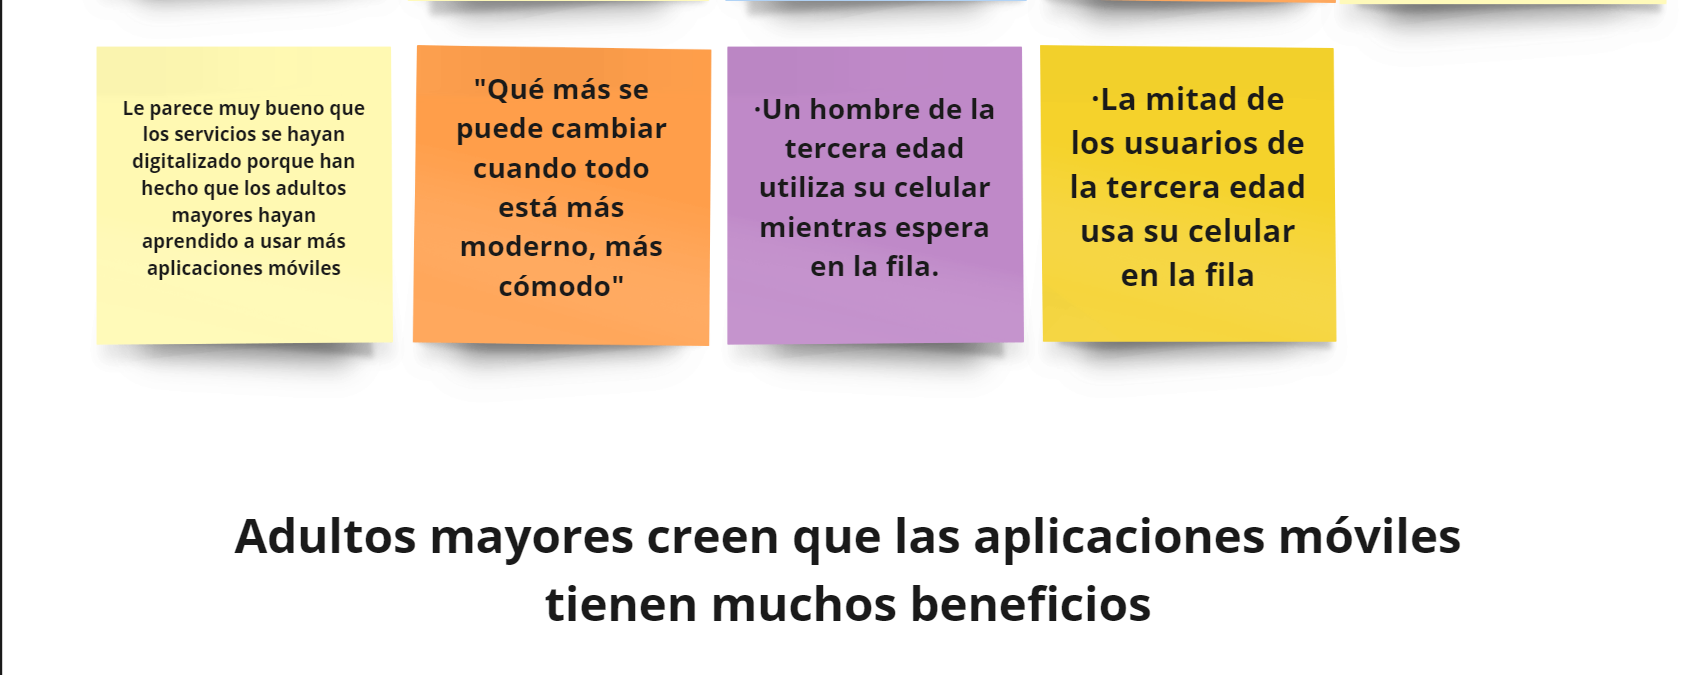 Le parece muy bueno que
los servicios se hayan
digitalizado porque han
hecho que los adultos
mayores hayan
aprendido a usar más
aplicaciones móviles
"Qué más se
puede cambiar
cuando todo
está más
moderno, más
cómodo"
·Un hombre de la
tercera edad
utiliza su celular
mientras espera
en la fila.
·La mitad de
los usuarios de
la tercera edad
usa su celular
en la fila
Adultos mayores creen que las aplicaciones móviles
tienen muchos beneficios